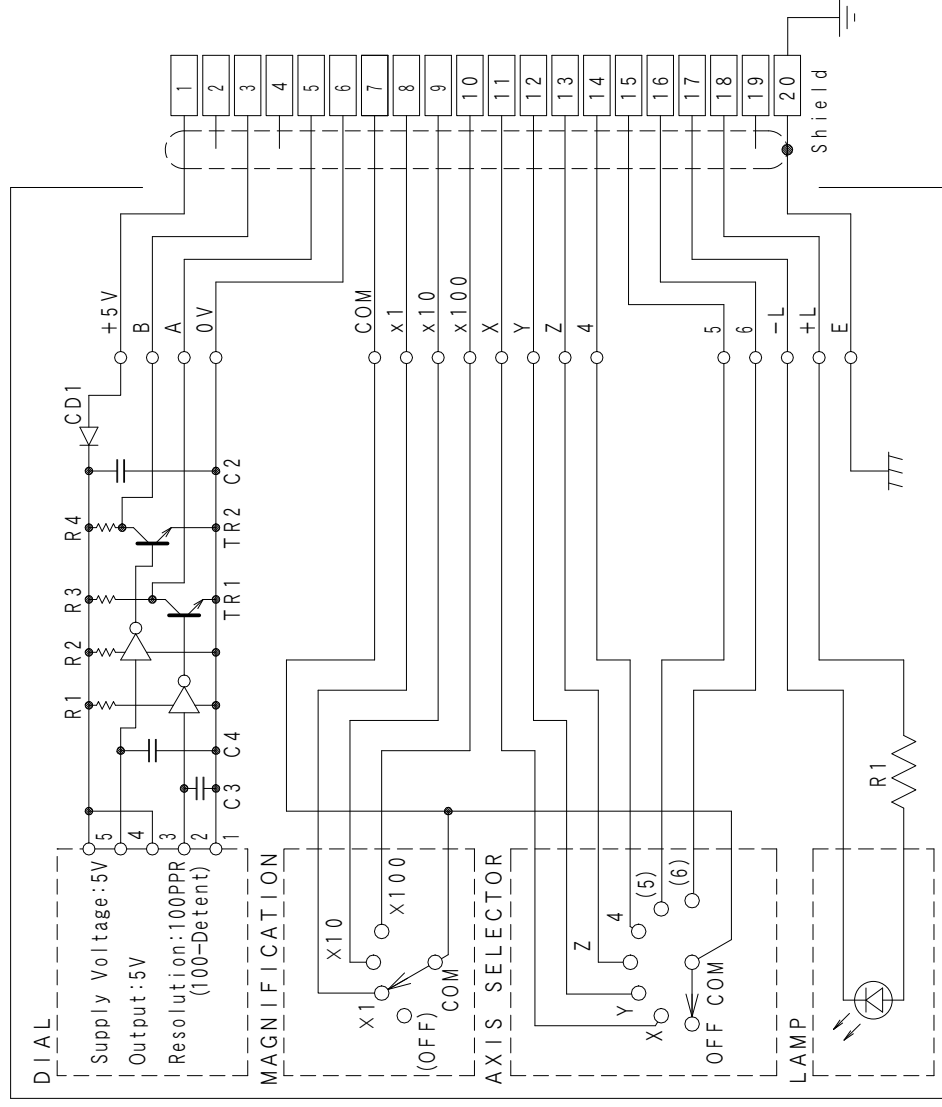 DIAL
Supply Voltage:5V
Output:5V
Resolution:100PPR
(100-Detent)
5
4
3
2
1
R1
R2
R3
R4
CD1
C3
C4
TR1
TR2
C2
+5V
B
A
0V
MAGNIFICATION
X1
X10
X100
(OFF)
COM
COM
x1
x10
x100
X
Y
Z
4
AXIS SELECTOR
OFF
X
Y
Z
4
(5)
(6)
COM
5
6
-L
+L
E
LAMP
R1
1
2
3
4
5
6
7
8
9
10
11
12
13
14
15
16
17
18
19
20
Shield